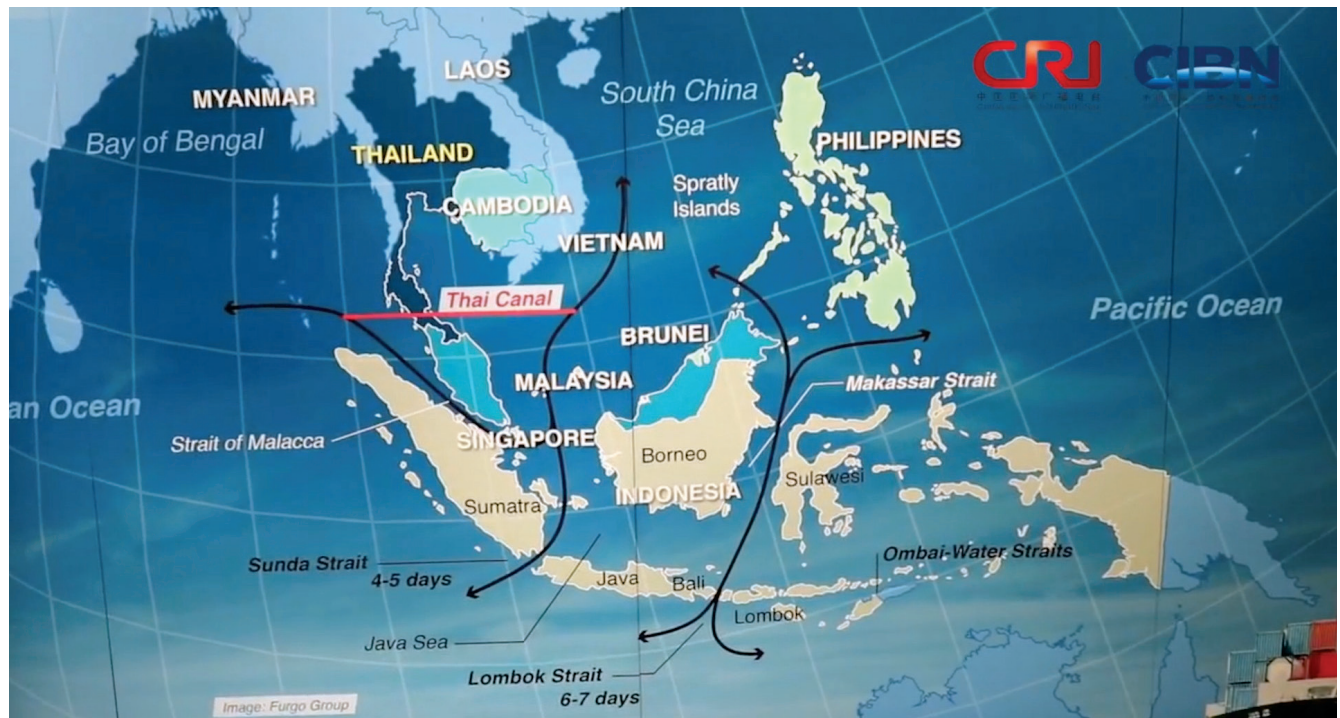 CRI
CIBN
LAOS
MYANMAR
South China
Sea
Bay of Bengal
PHILIPPINES
THAILAND
Spratly
Islands
CAMBODIA
VIETNAM
Thai Canal
Pacific Ocean
BRUNEI
MALAYSIA
Makassar Strait
an Ocean
Strait of Malacca
SINGAPORE
Borneo
Sulawesi
INDONESIA
Sumatra
Ombai-Water Straits
Sunda Strait
4-5 days
Java
Bali
Lombok
Java Sea
Lombok Strait
6-7 days
Image: Furgo Group